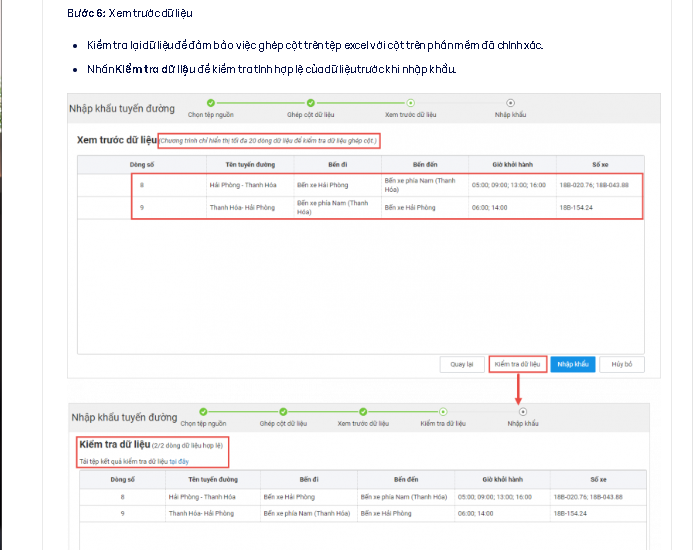 Bước 6: Xem trước dữ liệu
Kiểm tra lại dữ liệu để đảm bảo việc ghép cột trên tệp excel với cột trên phần mềm đã chính xác.
Nhấn Kiểm tra dữ liệu để kiểm tra tính hợp lệ của dữ liệu trước khi nhập khẩu.
Nhập khẩu tuyến đường
Chọn tệp nguồn Ghép cột dữ liệu Xem trước dữ liệu Nhập khẩu
Xem trước dữ liệu (Chương trình chỉ hiển thị tối đa 20 dòng dữ liệu để kiểm tra dữ liệu ghép cột.)
Dòng số Tên tuyến đường Bến đi Bến đến Giờ khởi hành Số xe
8 Hải Phòng - Thanh Hóa Bến xe Hải Phòng Bến xe phía Nam (Thanh Hóa) 05:00; 09:00; 13:00; 16:00 18B-020.76; 18B-043.88
9 Thanh Hóa- Hải Phòng Bến xe phía Nam (Thanh Hóa) Bến xe Hải Phòng 06:00; 14:00 18B-154.24
Quay lại Kiểm tra dữ liệu Nhập khẩu Hủy bỏ
Nhập khẩu tuyến đường
Chọn tệp nguồn Ghép cột dữ liệu Xem trước dữ liệu Kiểm tra dữ liệu Nhập khẩu
Kiểm tra dữ liệu (2/2 dòng dữ liệu hợp lệ)
Tải tệp kết quả kiểm tra dữ liệu tại đây
Dòng số Tên tuyến đường Bến đi Bến đến Giờ khởi hành Số xe
8 Hải Phòng - Thanh Hóa Bến xe Hải Phòng Bến xe phía Nam (Thanh Hóa) 05:00; 09:00; 13:00; 16:00 18B-020.76; 18B-043.88
9 Thanh Hóa- Hải Phòng Bến xe phía Nam (Thanh Hóa) Bến xe Hải Phòng 06:00; 14:00 18B-154.24